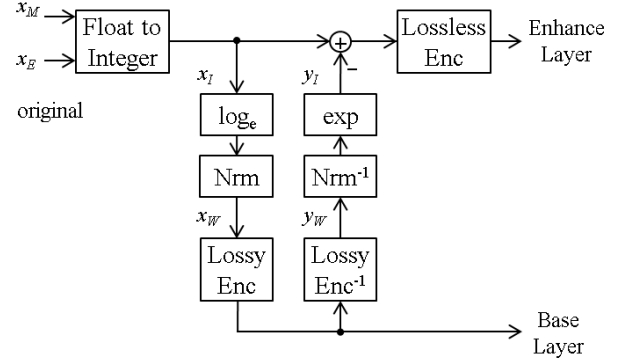 x_M
x_E
Float to
Integer
original
x_I
y_I
−
Lossless
Enc
Enhance
Layer
log_e
exp
Nrm
Nrm^-1
x_W
y_W
Lossy
Enc
Lossy
Enc^-1
Base
Layer